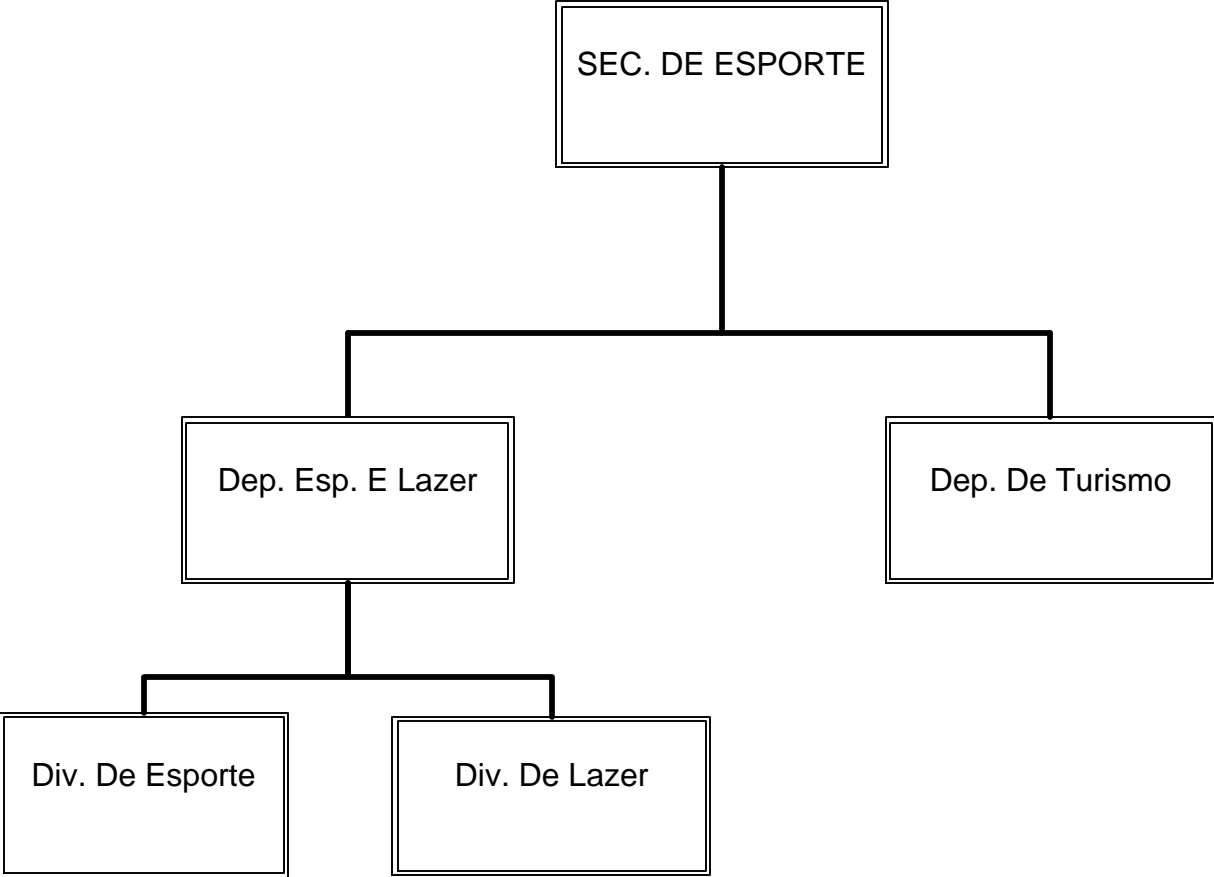 SEC. DE ESPORTE
Dep. Esp. E Lazer
Dep. De Turismo
Div. De Esporte
Div. De Lazer